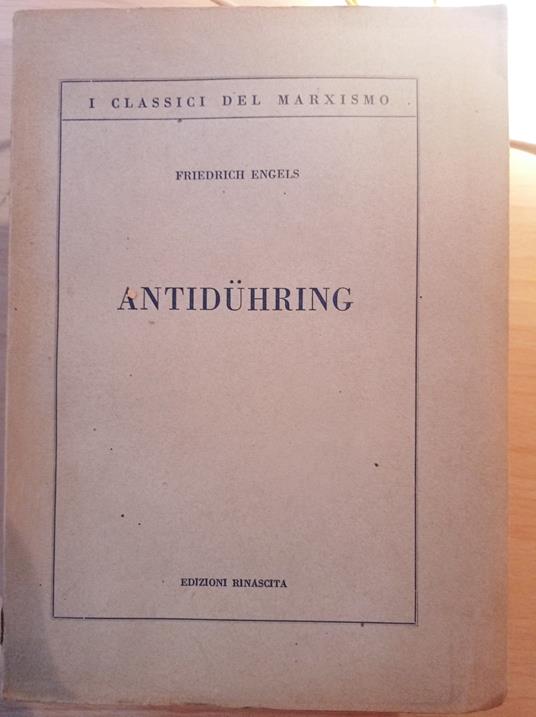 I CLASSICI DEL MARXISMO
FRIEDRICH ENGELS
ANTIDÜHRING
EDIZIONI RINASCITA